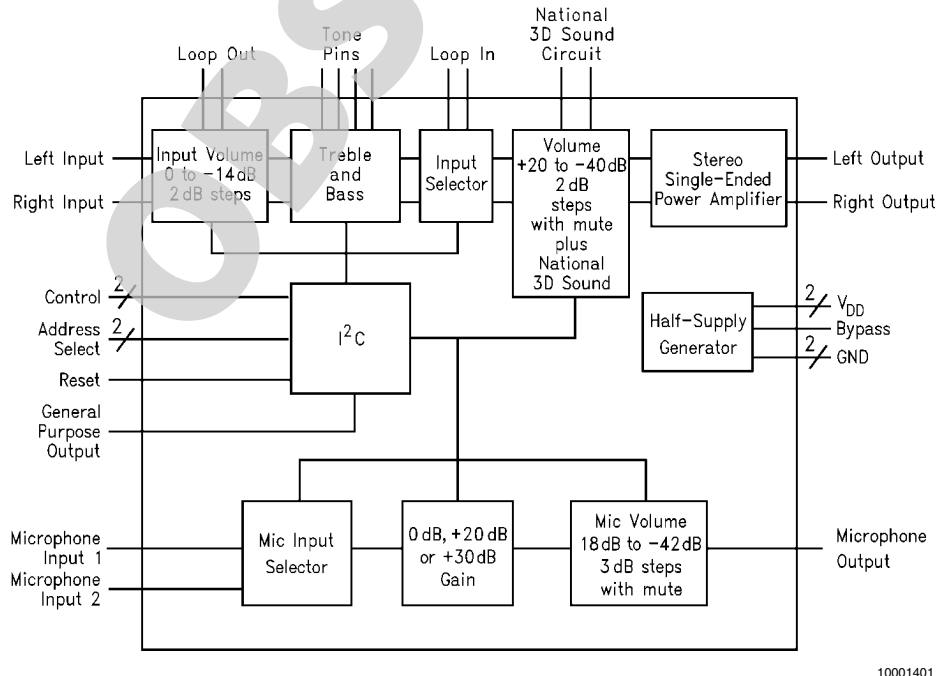 National
3D Sound
Circuit
Tone
Pins
Loop Out
Loop In
Left Input
Right Input
Input Volume
0 to −14dB
2dB steps
Treble
and
Bass
Input
Selector
Volume
+20 to −40dB
2dB
steps
with mute
plus
National
3D Sound
Stereo
Single-Ended
Power Amplifier
Left Output
Right Output
Control
2
Address
Select
2
Reset
General
Purpose
Output
I²C
Half-Supply
Generator
2
V_DD
Bypass
2
GND
Microphone
Input 1
Microphone
Input 2
Mic Input
Selector
0dB, +20dB
or +30dB
Gain
Mic Volume
18dB to −42dB
3dB steps
with mute
Microphone
Output
10001401
OBS